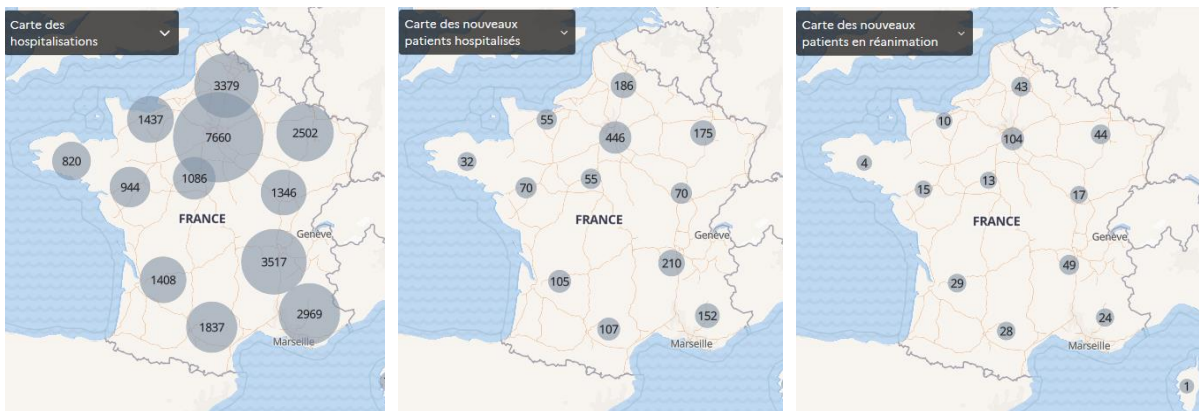 Carte des
hospitalisations
3379
1437
7660
2502
820
944
1086
1346
FRANCE
Genève
3517
1408
2969
1837
Marseille
Carte des nouveaux
patients hospitalisés
186
55
446
175
32
70
55
70
FRANCE
Genève
210
105
152
107
Marseille
Carte des nouveaux
patients en réanimation
43
10
104
44
4
15
13
17
FRANCE
Genève
49
29
24
28
Marseille
1